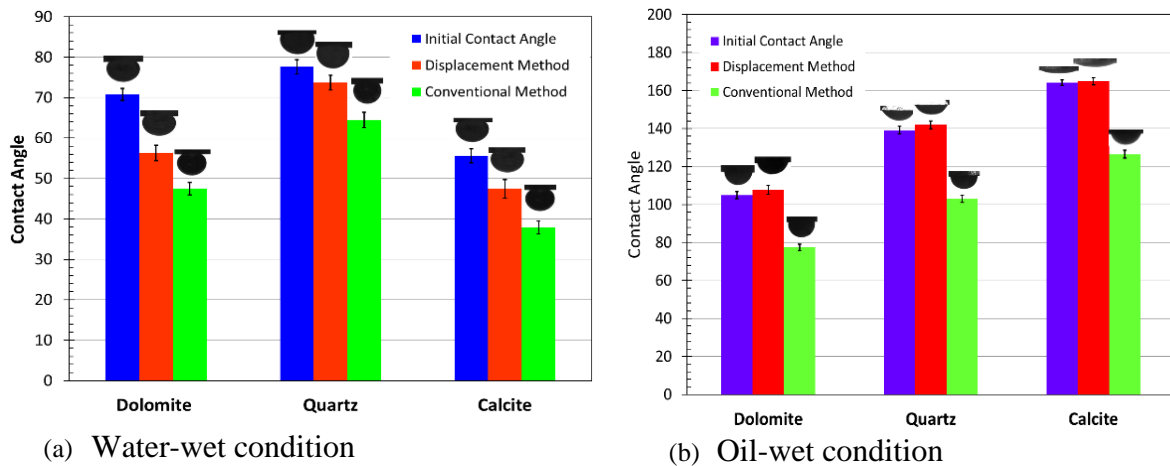 90
80
70
60
50
40
30
20
10
0
Contact Angle
Initial Contact Angle
Displacement Method
Conventional Method
Dolomite Quartz Calcite
(a) Water-wet condition
200
180
160
140
120
100
80
60
40
20
0
Contact Angle
Initial Contact Angle
Displacement Method
Conventional Method
Dolomite Quartz Calcite
(b) Oil-wet condition